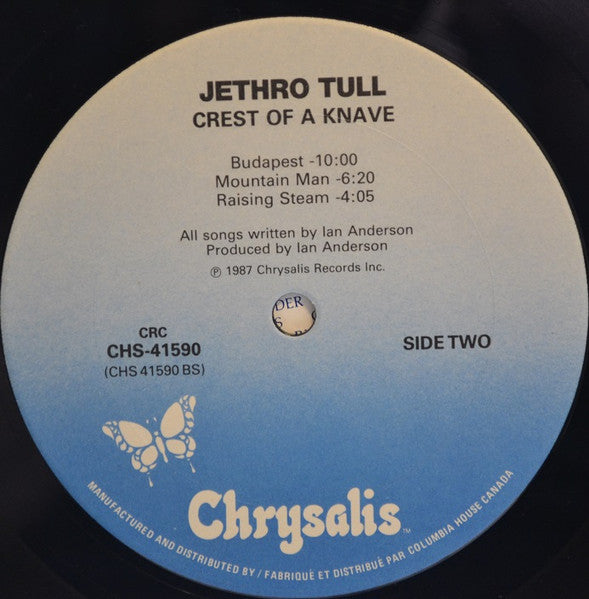 JETHRO TULL
CREST OF A KNAVE
Budapest -10:00
Mountain Man -6:20
Raising Steam -4:05
All songs written by Ian Anderson
Produced by Ian Anderson
℗ 1987 Chrysalis Records Inc.
DER
CRC
CHS-41590
(CHS 41590 BS)
SIDE TWO
Chrysalis™
MANUFACTURED AND DISTRIBUTED BY / FABRIQUÉ ET DISTRIBUÉ PAR COLUMBIA HOUSE CANADA